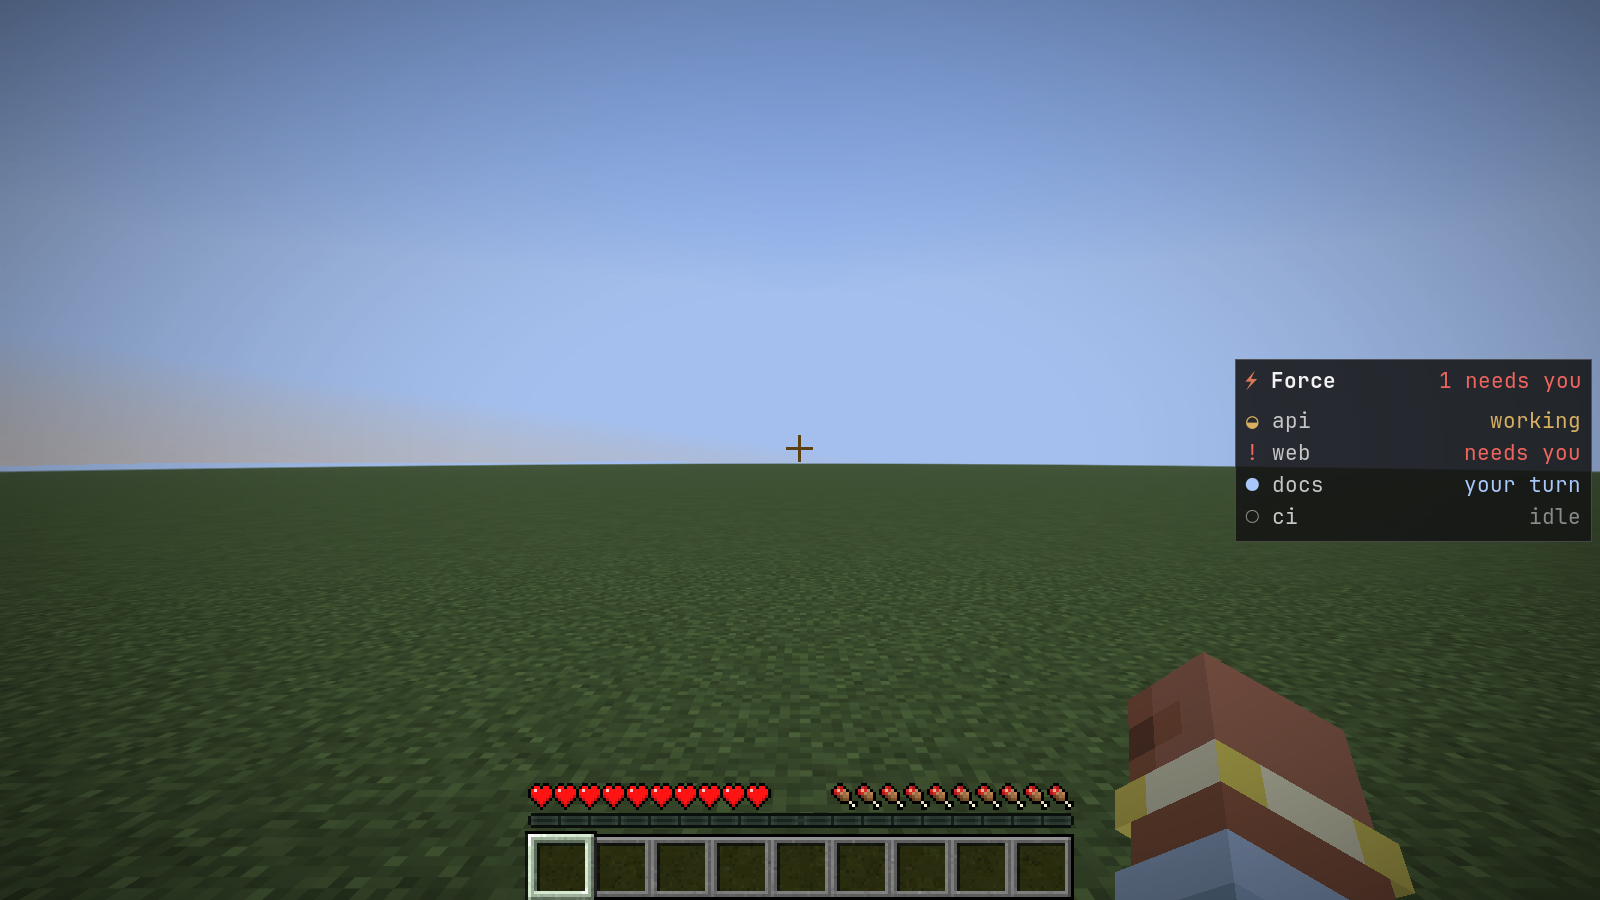 Force 1 needs you
api working
! web needs you
docs your turn
ci idle